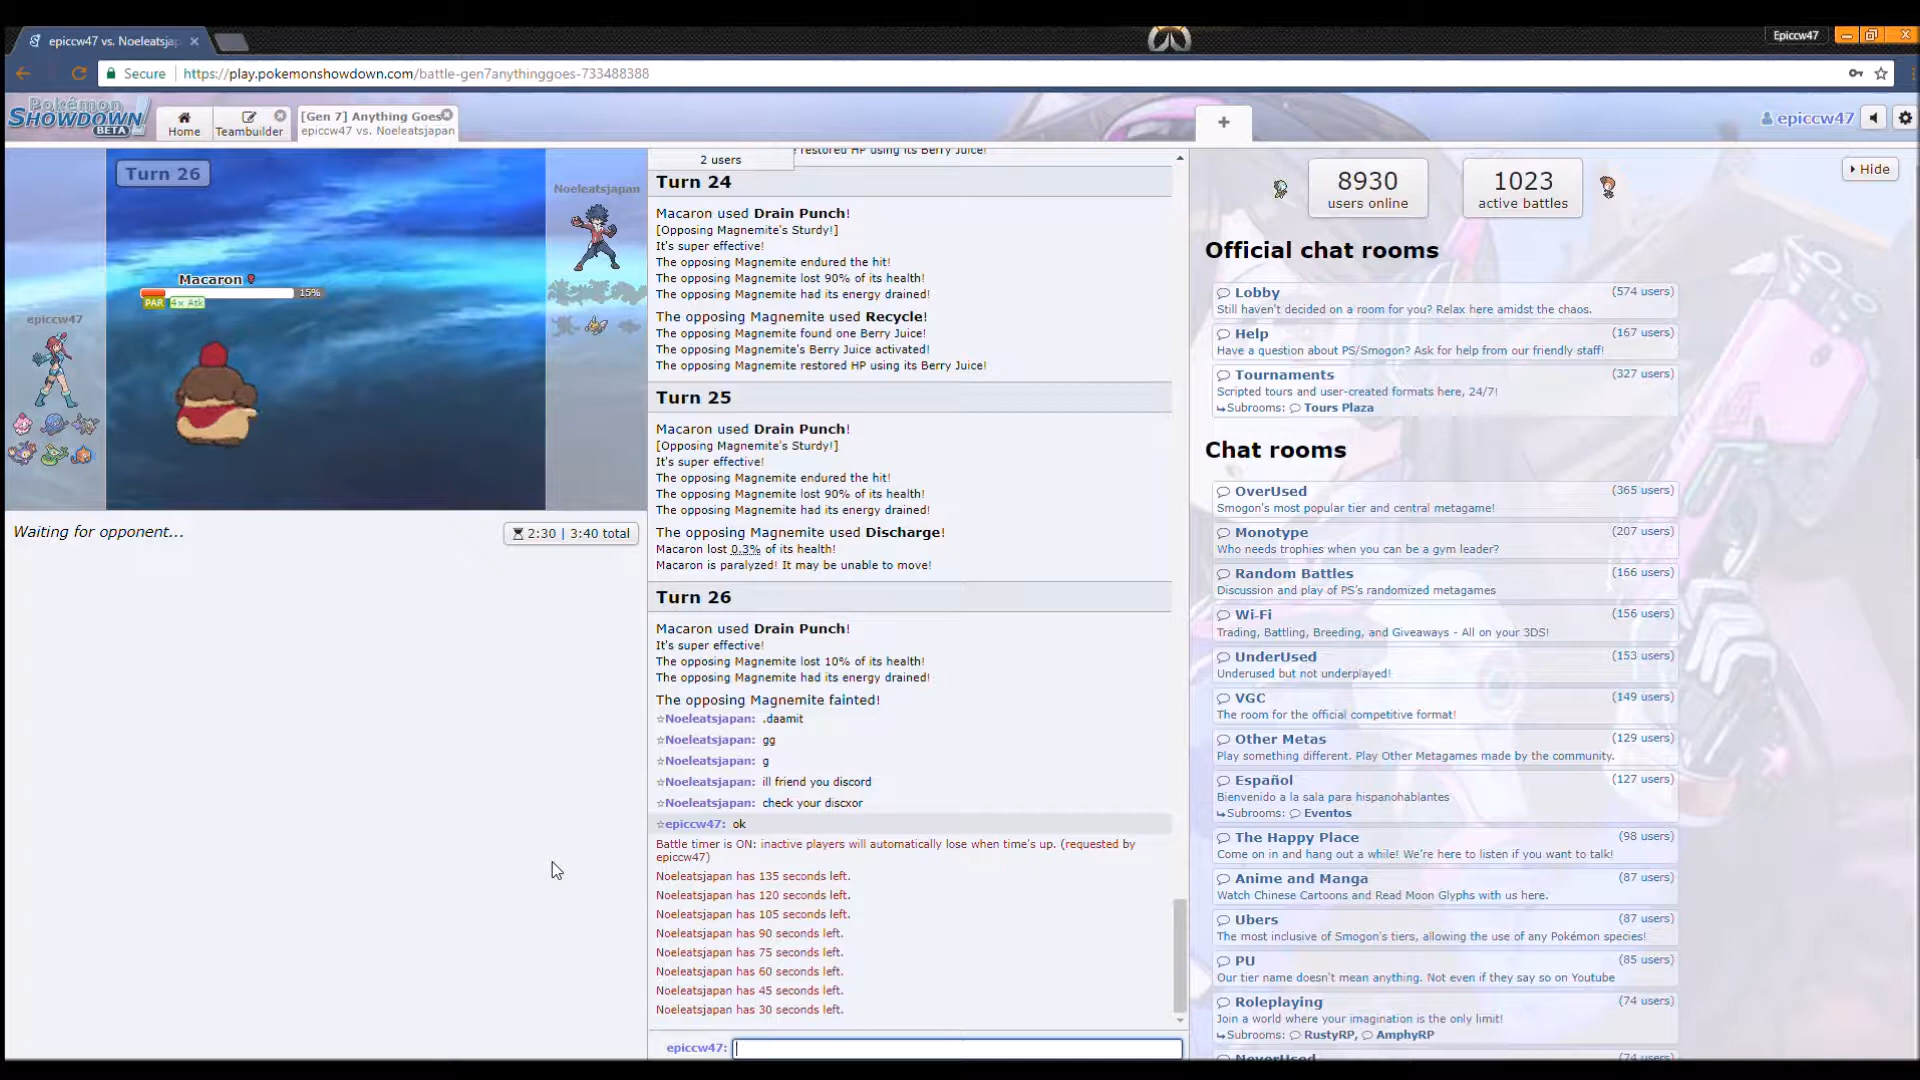 epiccw47 vs. Noeleatsjap
Epiccw47
Secure
https://play.pokemonshowdown.com/battle-gen7anythinggoes-733488388
Pokémon
SHOWDOWN!
BETA
Home
Teambuilder
[Gen 7] Anything Goes
epiccw47 vs. Noeleatsjapan
+
epiccw47
Turn 26
Noeleatsjapan
Macaron
15%
PAR 4x Atk
epiccw47
Waiting for opponent...
2:30 | 3:40 total
2 users
restored HP using its Berry Juice!
Turn 24
Macaron used Drain Punch!
[Opposing Magnemite's Sturdy!]
It's super effective!
The opposing Magnemite endured the hit!
The opposing Magnemite lost 90% of its health!
The opposing Magnemite had its energy drained!
The opposing Magnemite used Recycle!
The opposing Magnemite found one Berry Juice!
The opposing Magnemite's Berry Juice activated!
The opposing Magnemite restored HP using its Berry Juice!
Turn 25
Macaron used Drain Punch!
[Opposing Magnemite's Sturdy!]
It's super effective!
The opposing Magnemite endured the hit!
The opposing Magnemite lost 90% of its health!
The opposing Magnemite had its energy drained!
The opposing Magnemite used Discharge!
Macaron lost 0.3% of its health!
Macaron is paralyzed! It may be unable to move!
Turn 26
Macaron used Drain Punch!
It's super effective!
The opposing Magnemite lost 10% of its health!
The opposing Magnemite had its energy drained!
The opposing Magnemite fainted!
☆Noeleatsjapan: .daamit
☆Noeleatsjapan: gg
☆Noeleatsjapan: g
☆Noeleatsjapan: ill friend you discord
☆Noeleatsjapan: check your discxor
☆epiccw47: ok
Battle timer is ON: inactive players will automatically lose when time's up. (requested by
epiccw47)
Noeleatsjapan has 135 seconds left.
Noeleatsjapan has 120 seconds left.
Noeleatsjapan has 105 seconds left.
Noeleatsjapan has 90 seconds left.
Noeleatsjapan has 75 seconds left.
Noeleatsjapan has 60 seconds left.
Noeleatsjapan has 45 seconds left.
Noeleatsjapan has 30 seconds left.
epiccw47:
Hide
8930
users online
1023
active battles
Official chat rooms
Lobby (574 users)
Still haven't decided on a room for you? Relax here amidst the chaos.
Help (167 users)
Have a question about PS/Smogon? Ask for help from our friendly staff!
Tournaments (327 users)
Scripted tours and user-created formats here, 24/7!
Subrooms: Tours Plaza
Chat rooms
OverUsed (365 users)
Smogon's most popular tier and central metagame!
Monotype (207 users)
Who needs trophies when you can be a gym leader?
Random Battles (166 users)
Discussion and play of PS's randomized metagames
Wi-Fi (156 users)
Trading, Battling, Breeding, and Giveaways - All on your 3DS!
UnderUsed (153 users)
Underused but not underplayed!
VGC (149 users)
The room for the official competitive format!
Other Metas (129 users)
Play something different. Play Other Metagames made by the community.
Español (127 users)
Bienvenido a la sala para hispanohablantes
Subrooms: Eventos
The Happy Place (98 users)
Come on in and hang out a while! We're here to listen if you want to talk!
Anime and Manga (87 users)
Watch Chinese Cartoons and Read Moon Glyphs with us here.
Ubers (87 users)
The most inclusive of Smogon's tiers, allowing the use of any Pokémon species!
PU (85 users)
Our tier name doesn't mean anything. Not even if they say so on Youtube
Roleplaying (74 users)
Join a world where your imagination is the only limit!
Subrooms: RustyRP, AmphyRP
NeverUsed (74 users)